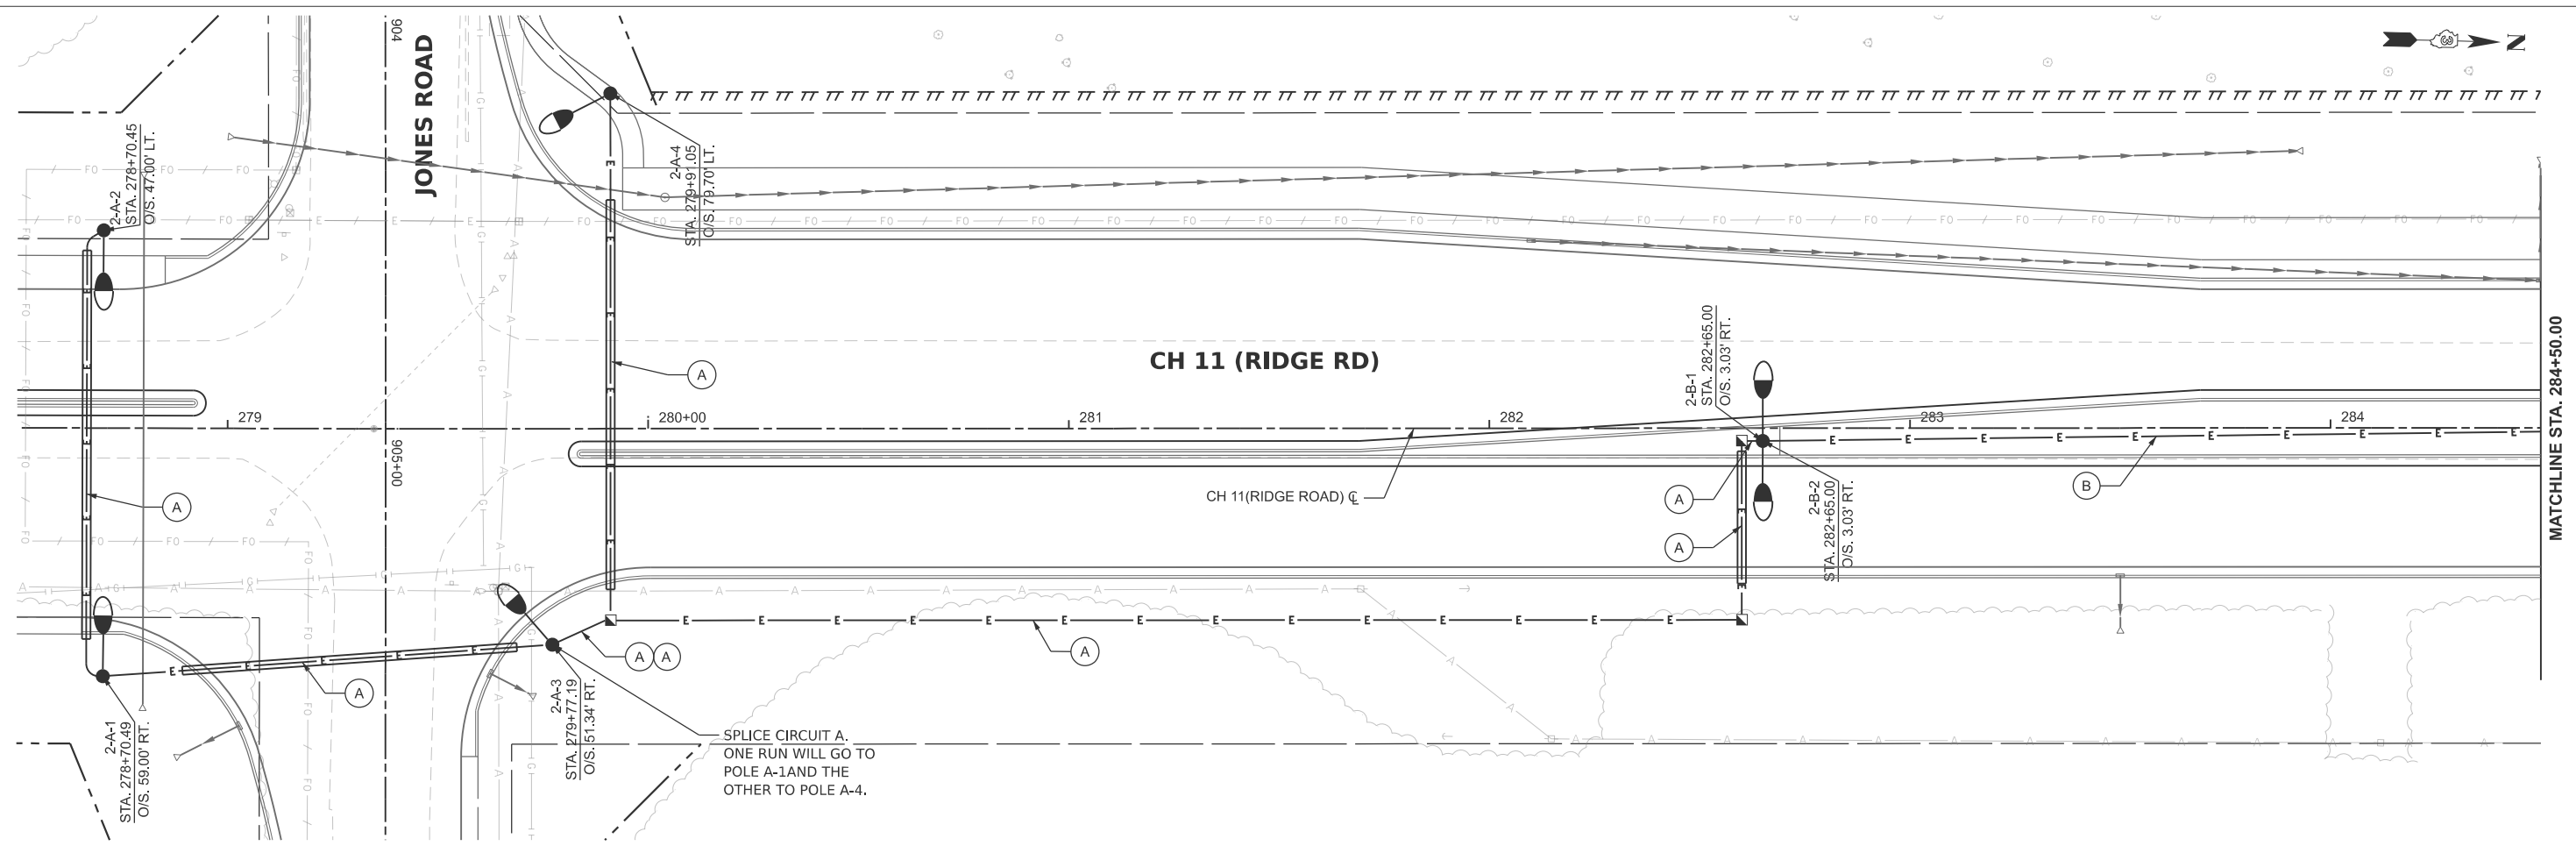 904
JONES ROAD
905+00
N
2-A-2
STA. 278+70.45
O/S. 47.00' LT.
2-A-4
STA. 279+91.05
O/S. 79.70' LT.
CH 11 (RIDGE RD)
2-B-1
STA. 282+65.00
O/S. 3.03' RT.
279
280+00
281
282
283
284
CH 11(RIDGE ROAD) ℄
2-B-2
STA. 282+65.00
O/S. 3.03' RT.
A
A
A
A
B
A
A
A
A
A
2-A-1
STA. 278+70.49
O/S. 59.00' RT.
2-A-3
STA. 279+77.19
O/S. 51.34' RT.
SPLICE CIRCUIT A.
ONE RUN WILL GO TO
POLE A-1AND THE
OTHER TO POLE A-4.
MATCHLINE STA. 284+50.00